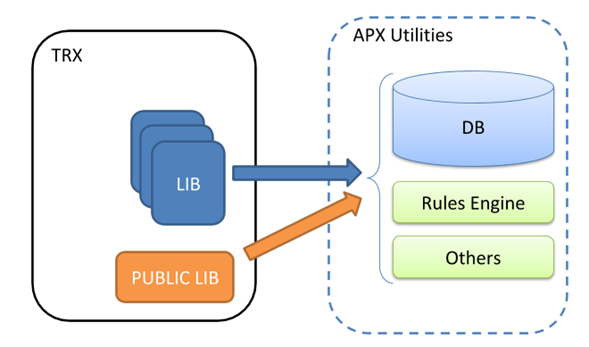 TRX
APX Utilities
LIB
PUBLIC LIB
DB
Rules Engine
Others